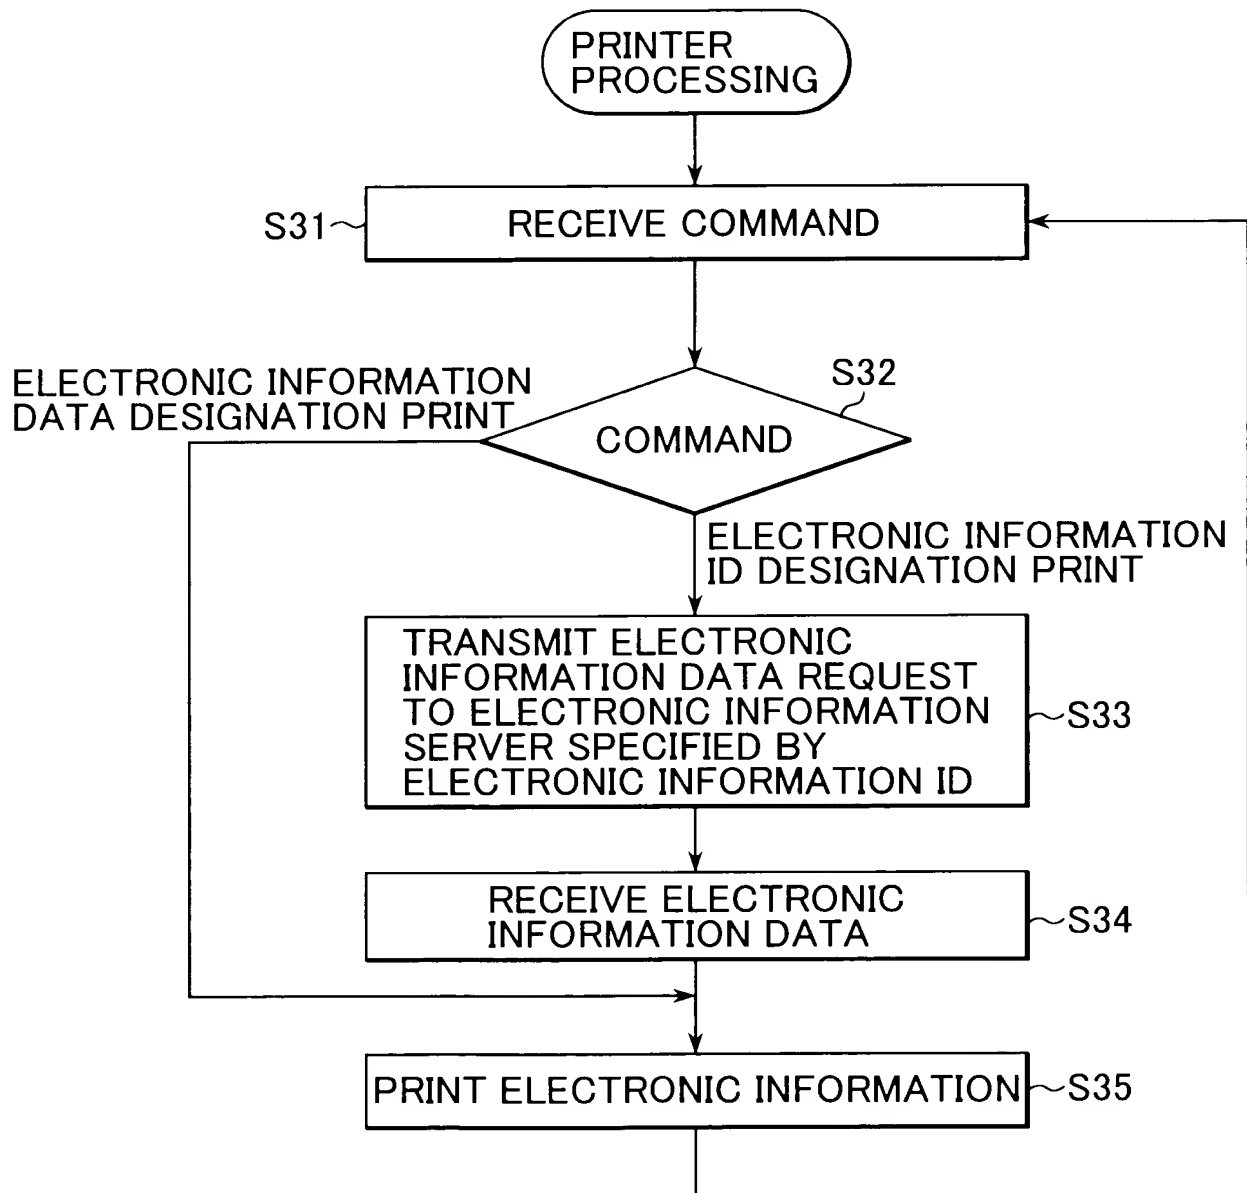 PRINTER
PROCESSING
S31
RECEIVE COMMAND
ELECTRONIC INFORMATION
DATA DESIGNATION PRINT
S32
COMMAND
ELECTRONIC INFORMATION
ID DESIGNATION PRINT
TRANSMIT ELECTRONIC
INFORMATION DATA REQUEST
TO ELECTRONIC INFORMATION
SERVER SPECIFIED BY
ELECTRONIC INFORMATION ID
S33
RECEIVE ELECTRONIC
INFORMATION DATA
S34
PRINT ELECTRONIC INFORMATION
S35